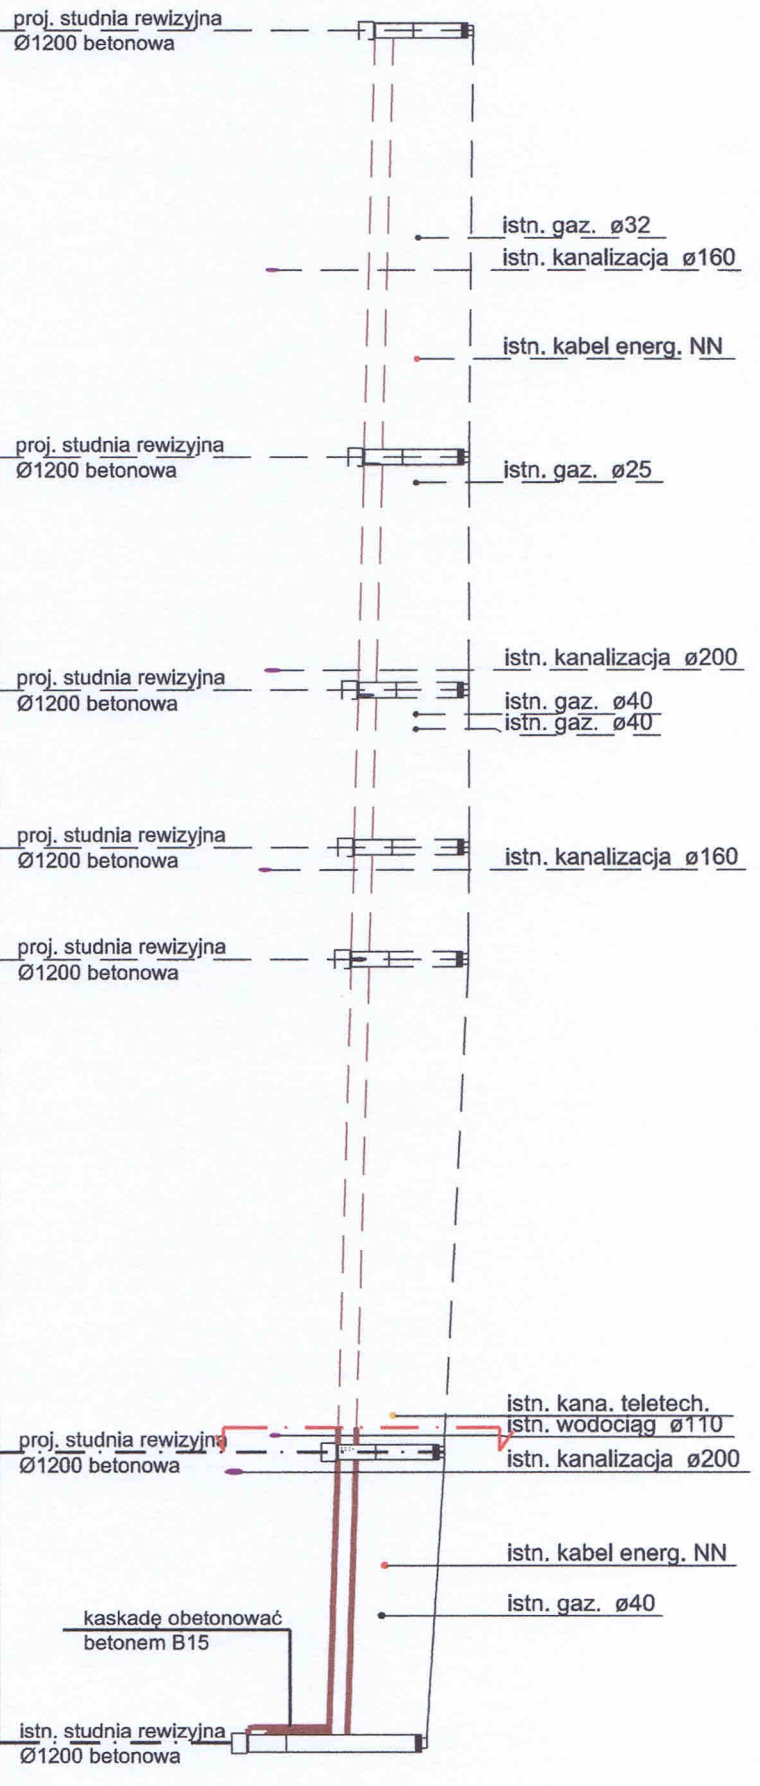 proj. studnia rewizyjna
Ø1200 betonowa
istn. gaz. ø32
istn. kanalizacja ø160
istn. kabel energ. NN
proj. studnia rewizyjna
Ø1200 betonowa
istn. gaz. ø25
istn. kanalizacja ø200
proj. studnia rewizyjna
Ø1200 betonowa
istn. gaz. ø40
istn. gaz. ø40
proj. studnia rewizyjna
Ø1200 betonowa
istn. kanalizacja ø160
proj. studnia rewizyjna
Ø1200 betonowa
istn. kana. teletech.
istn. wodociąg ø110
proj. studnia rewizyjna
Ø1200 betonowa
istn. kanalizacja ø200
istn. kabel energ. NN
istn. gaz. ø40
kaskadę obetonować
betonem B15
istn. studnia rewizyjna
Ø1200 betonowa